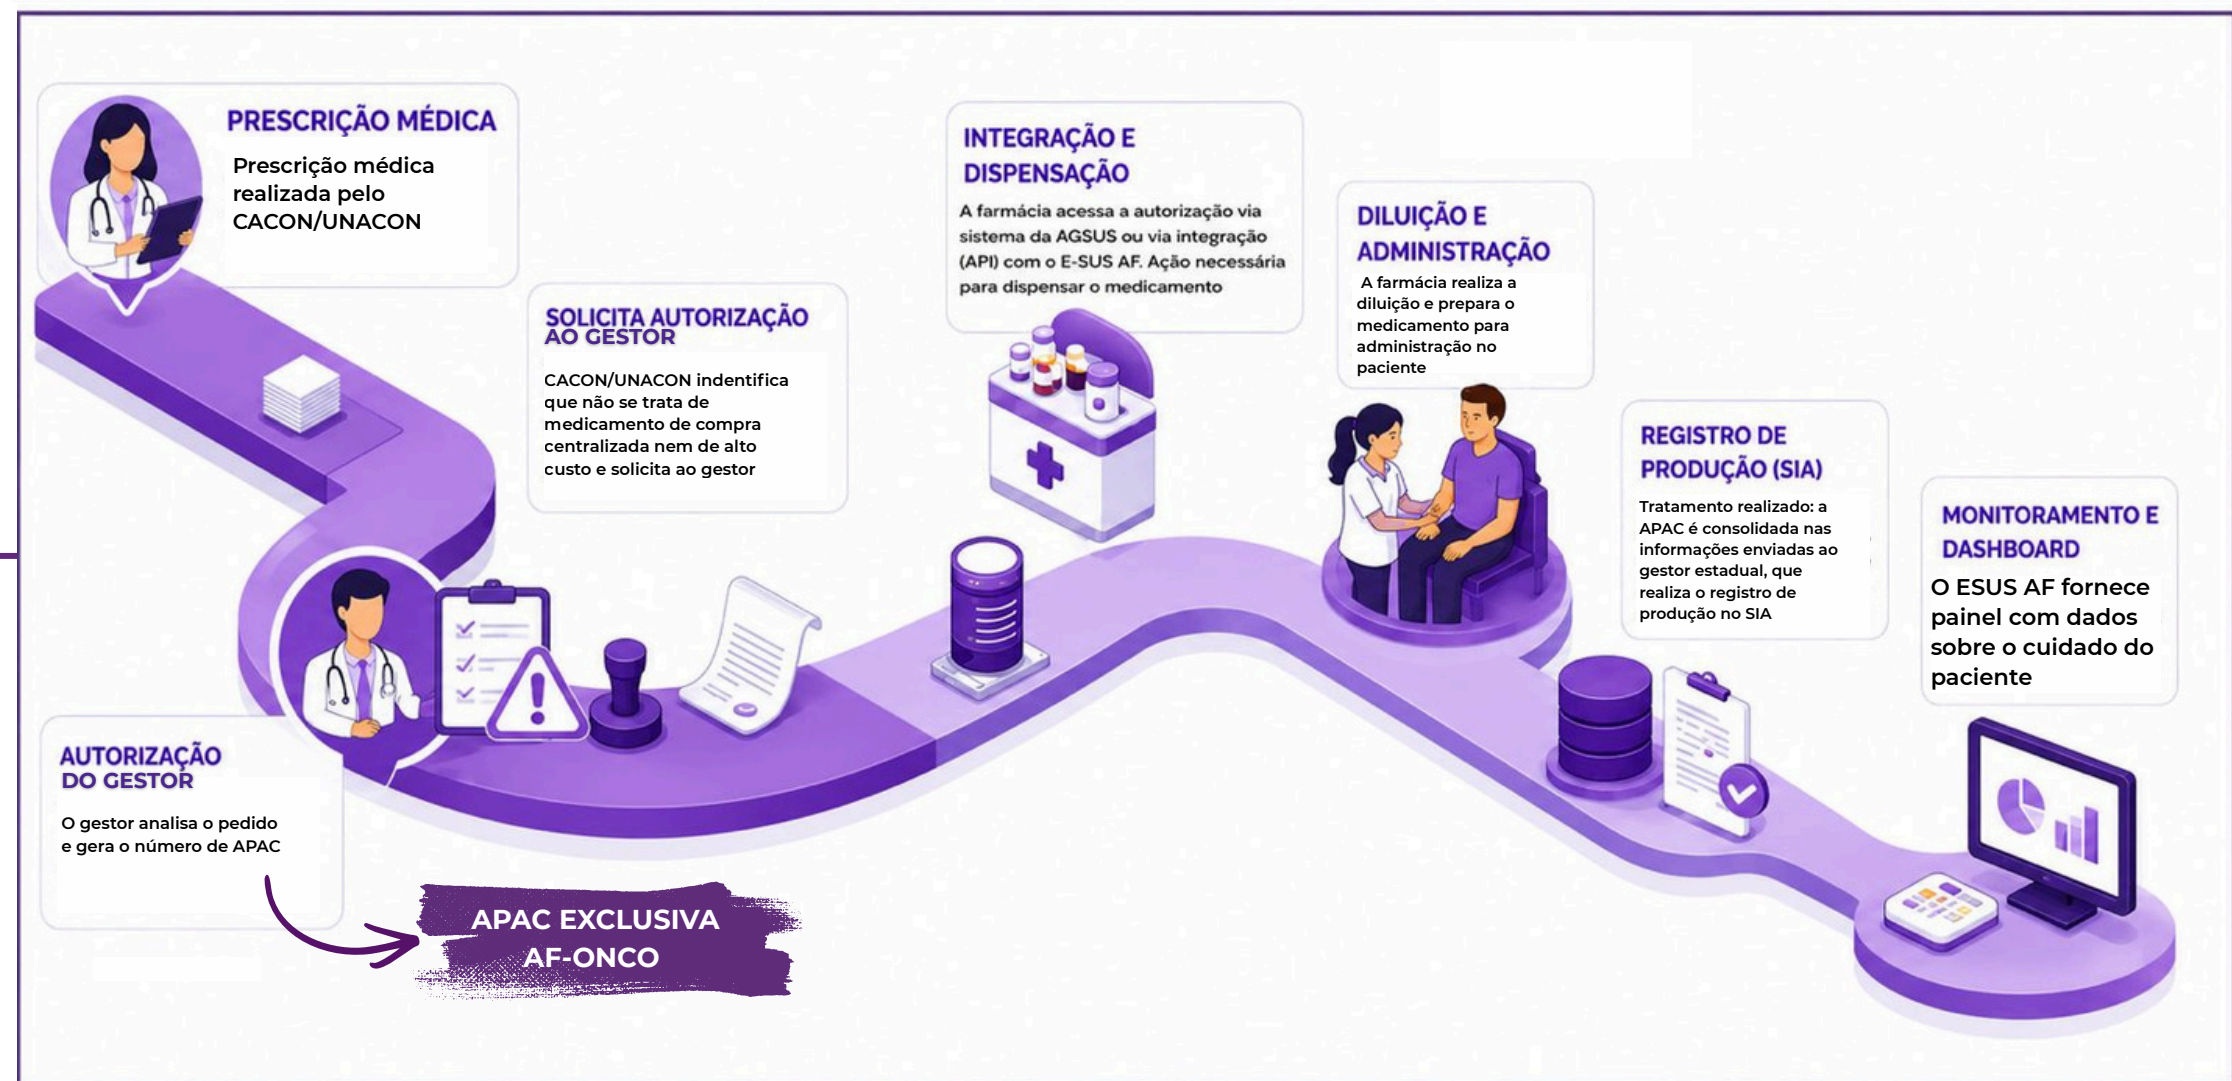 PRESCRIÇÃO MÉDICA
Prescrição médica
realizada pelo
CACON/UNACON
SOLICITA AUTORIZAÇÃO
AO GESTOR
CACON/UNACON indentifica
que não se trata de
medicamento de compra
centralizada nem de alto
custo e solicita ao gestor
AUTORIZAÇÃO
DO GESTOR
O gestor analisa o pedido
e gera o número de APAC
APAC EXCLUSIVA
AF-ONCO
INTEGRAÇÃO E
DISPENSAÇÃO
A farmácia acessa a autorização via
sistema da AGSUS ou via integração
(API) com o E-SUS AF. Ação necessária
para dispensar o medicamento
DILUIÇÃO E
ADMINISTRAÇÃO
A farmácia realiza a
diluição e prepara o
medicamento para
administração no
paciente
REGISTRO DE
PRODUÇÃO (SIA)
Tratamento realizado: a
APAC é consolidada nas
informações enviadas ao
gestor estadual, que
realiza o registro de
produção no SIA
MONITORAMENTO E
DASHBOARD
O ESUS AF fornece
painel com dados
sobre o cuidado do
paciente